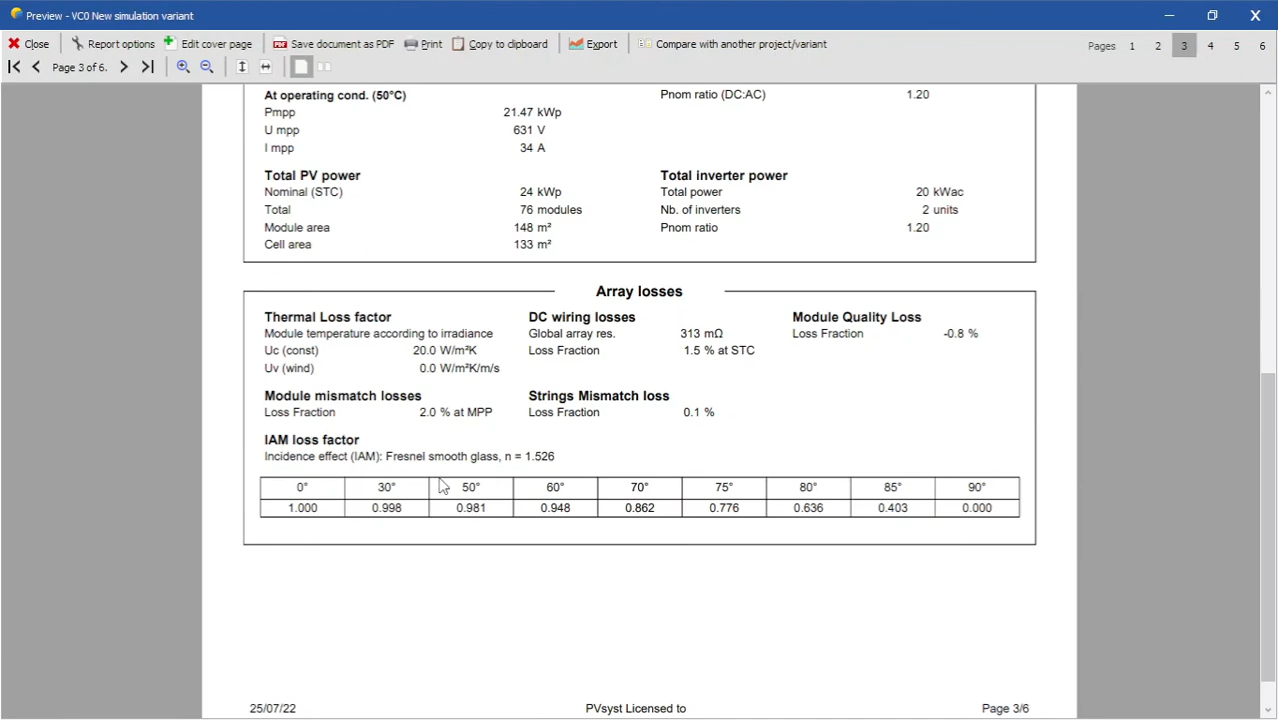 Preview - VC0 New simulation variant
Close Report options Edit cover page Save document as PDF Print Copy to clipboard Export Compare with another project/variant Pages 1 2 3 4 5 6
Page 3 of 6.
At operating cond. (50°C) Pnom ratio (DC:AC) 1.20
Pmpp 21.47 kWp
U mpp 631 V
I mpp 34 A
Total PV power Total inverter power
Nominal (STC) 24 kWp Total power 20 kWac
Total 76 modules Nb. of inverters 2 units
Module area 148 m² Pnom ratio 1.20
Cell area 133 m²
Array losses
Thermal Loss factor DC wiring losses Module Quality Loss
Module temperature according to irradiance Global array res. 313 mΩ Loss Fraction -0.8 %
Uc (const) 20.0 W/m²K Loss Fraction 1.5 % at STC
Uv (wind) 0.0 W/m²K/m/s
Module mismatch losses Strings Mismatch loss
Loss Fraction 2.0 % at MPP Loss Fraction 0.1 %
IAM loss factor
Incidence effect (IAM): Fresnel smooth glass, n = 1.526
0° 30° 50° 60° 70° 75° 80° 85° 90°
1.000 0.998 0.981 0.948 0.862 0.776 0.636 0.403 0.000
25/07/22 PVsyst Licensed to Page 3/6